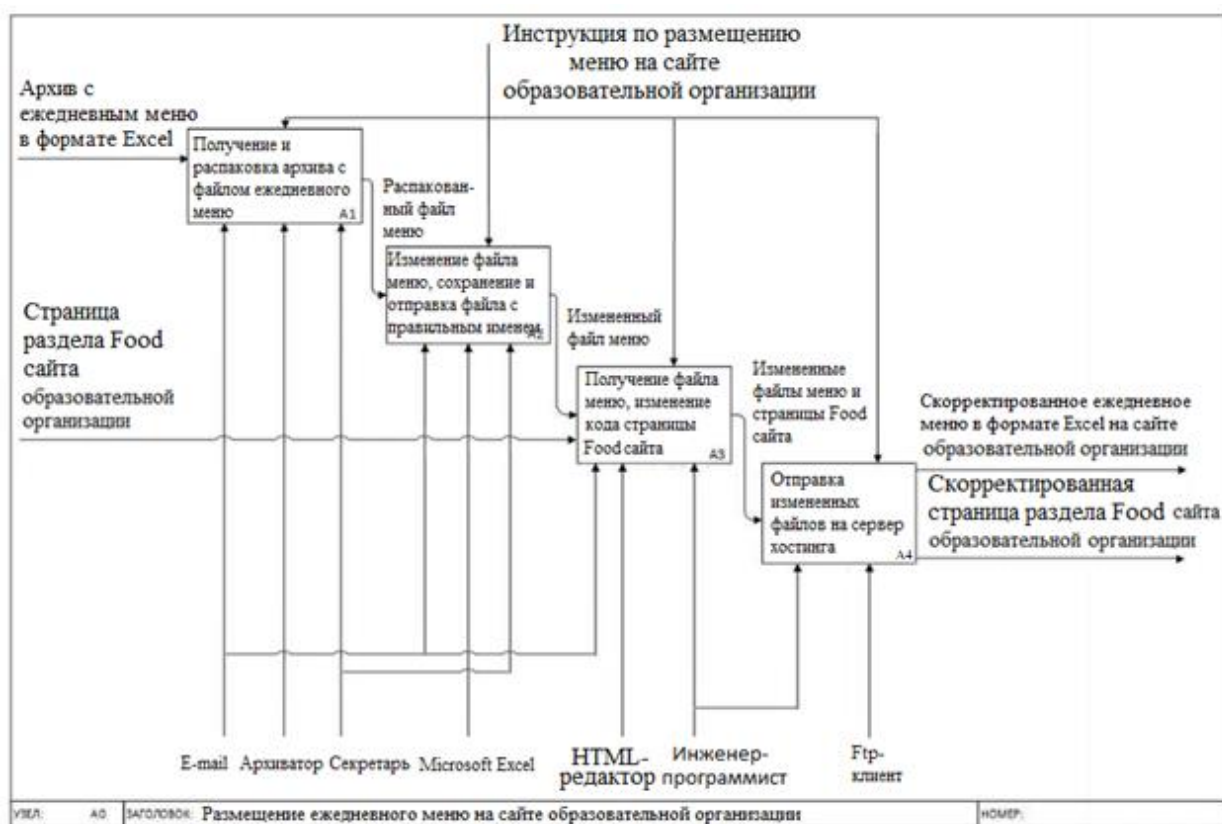 Инструкция по размещению
меню на сайте
образовательной организации
Архив с
ежедневным меню
в формате Excel
Получение и
распаковка архива с
файлом ежедневного
меню
A1
Распакован-
ный файл
меню
Изменение файла
меню, сохранение и
отправка файла с
правильным именем
A2
Страница
раздела Food
сайта
образовательной
организации
Измененный
файл меню
Получение файла
меню, изменение
кода страницы
Food сайта
A3
Измененные
файлы меню и
страницы Food
сайта
Отправка
измененных
файлов на сервер
хостинга
A4
Скорректированное ежедневное
меню в формате Excel на сайте
образовательной организации
Скорректированная
страница раздела Food сайта
образовательной организации
E-mail
Архиватор
Секретарь
Microsoft Excel
HTML-
редактор
Инженер-
программист
Ftp-
клиент
УЗЕЛ: A0
ЗАГОЛОВОК: Размещение ежедневного меню на сайте образовательной организации
НОМЕР: